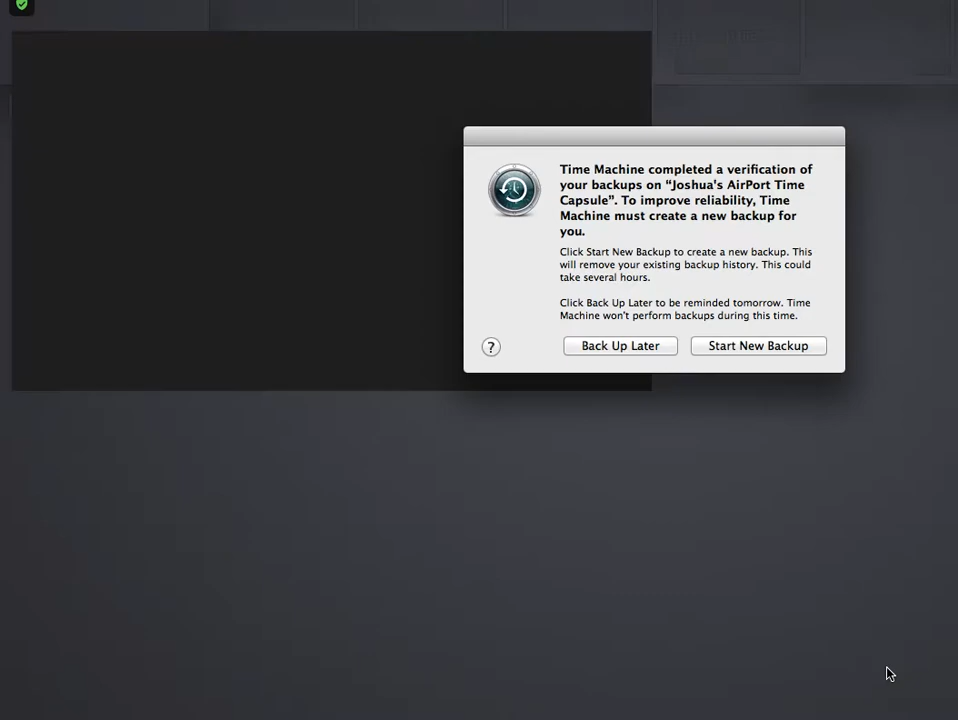 Time Machine completed a verification of
your backups on “Joshua’s AirPort Time
Capsule”. To improve reliability, Time
Machine must create a new backup for
you.
Click Start New Backup to create a new backup. This
will remove your existing backup history. This could
take several hours.
Click Back Up Later to be reminded tomorrow. Time
Machine won’t perform backups during this time.
? Back Up Later Start New Backup